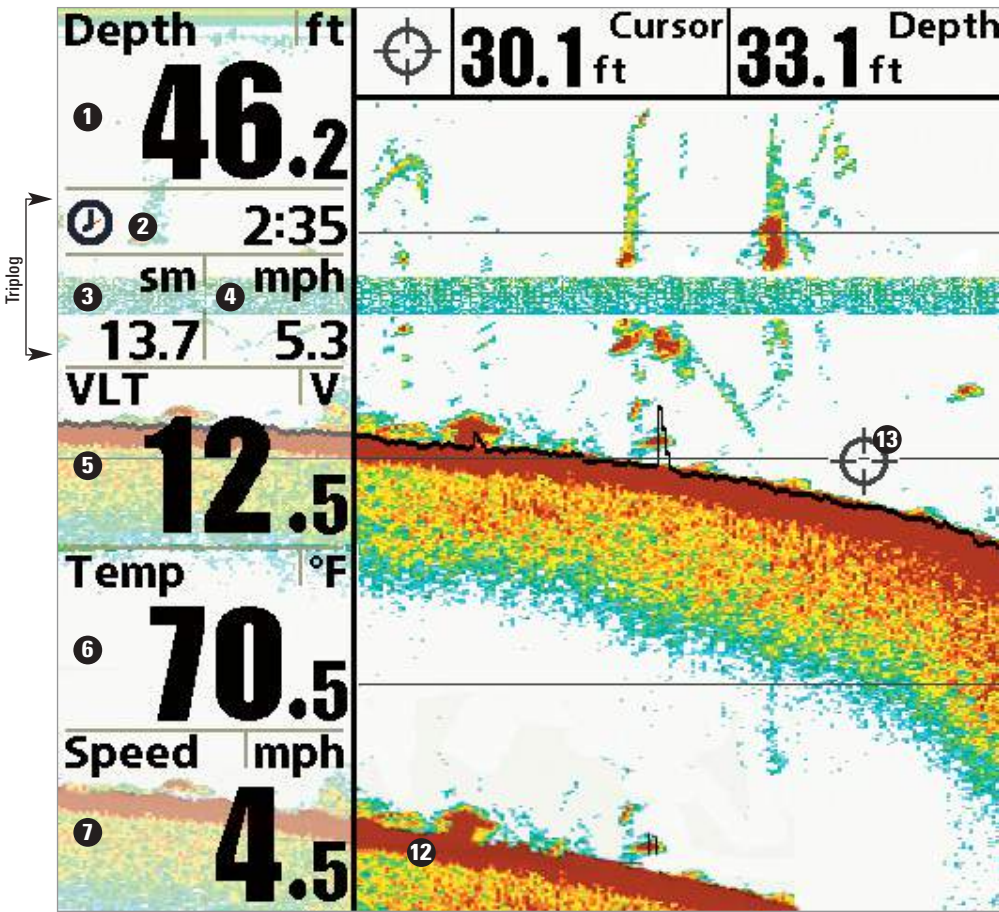 Depth ft
1 46.2
2 2:35
Triplog
sm mph
3 4
13.7 5.3
VLT V
5 12.5
Temp °F
6 70.5
Speed mph
7 4.5
30.1 ft Cursor
33.1 ft Depth
13
12